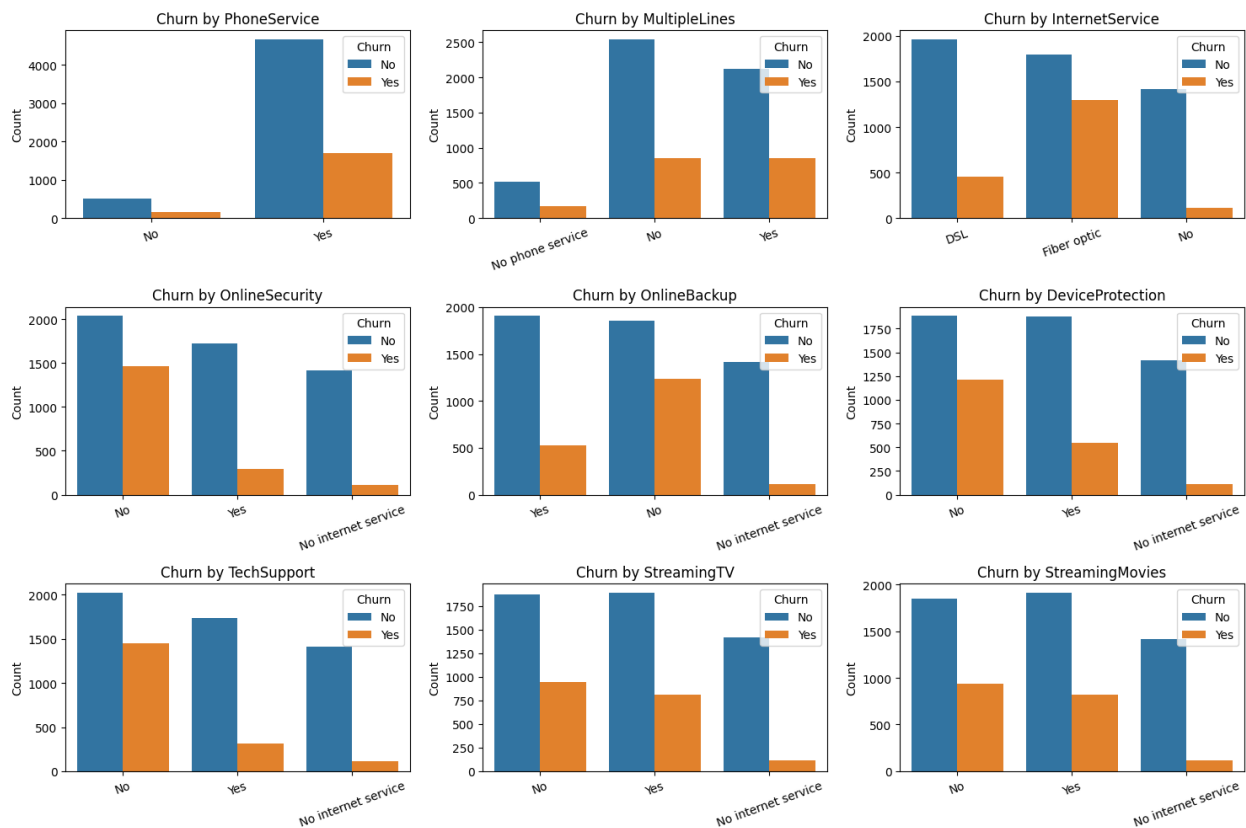 Churn by PhoneService
Count
4000
3000
2000
1000
0
No
Yes
Churn
No
Yes
Churn by MultipleLines
Count
2500
2000
1500
1000
500
0
No phone service
No
Yes
Churn
No
Yes
Churn by InternetService
Count
2000
1500
1000
500
0
DSL
Fiber optic
No
Churn
No
Yes
Churn by OnlineSecurity
Count
2000
1500
1000
500
0
No
Yes
No internet service
Churn
No
Yes
Churn by OnlineBackup
Count
2000
1500
1000
500
0
Yes
No
No internet service
Churn
No
Yes
Churn by DeviceProtection
Count
1750
1500
1250
1000
750
500
250
0
No
Yes
No internet service
Churn
No
Yes
Churn by TechSupport
Count
2000
1500
1000
500
0
No
Yes
No internet service
Churn
No
Yes
Churn by StreamingTV
Count
1750
1500
1250
1000
750
500
250
0
No
Yes
No internet service
Churn
No
Yes
Churn by StreamingMovies
Count
2000
1500
1000
500
0
No
Yes
No internet service
Churn
No
Yes